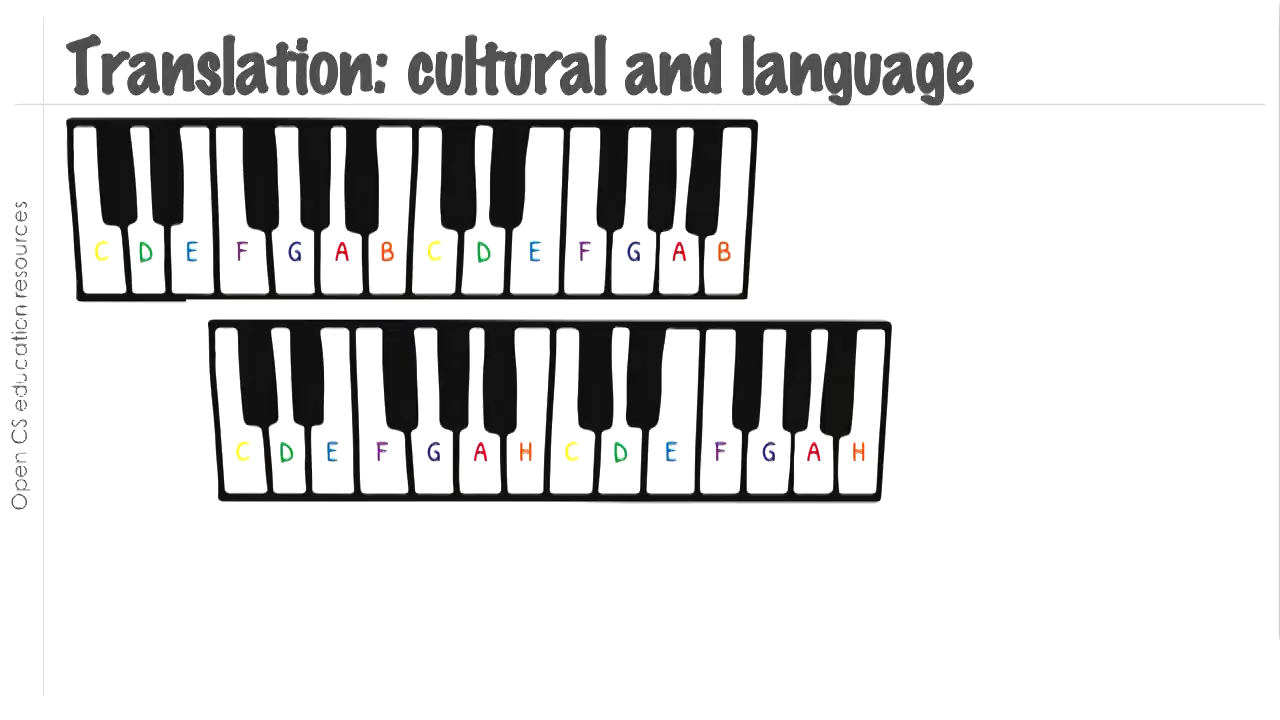 Translation: cultural and language
C D E F G A B C D E F G A B
C D E F G A H C D E F G A H
Open CS education resources